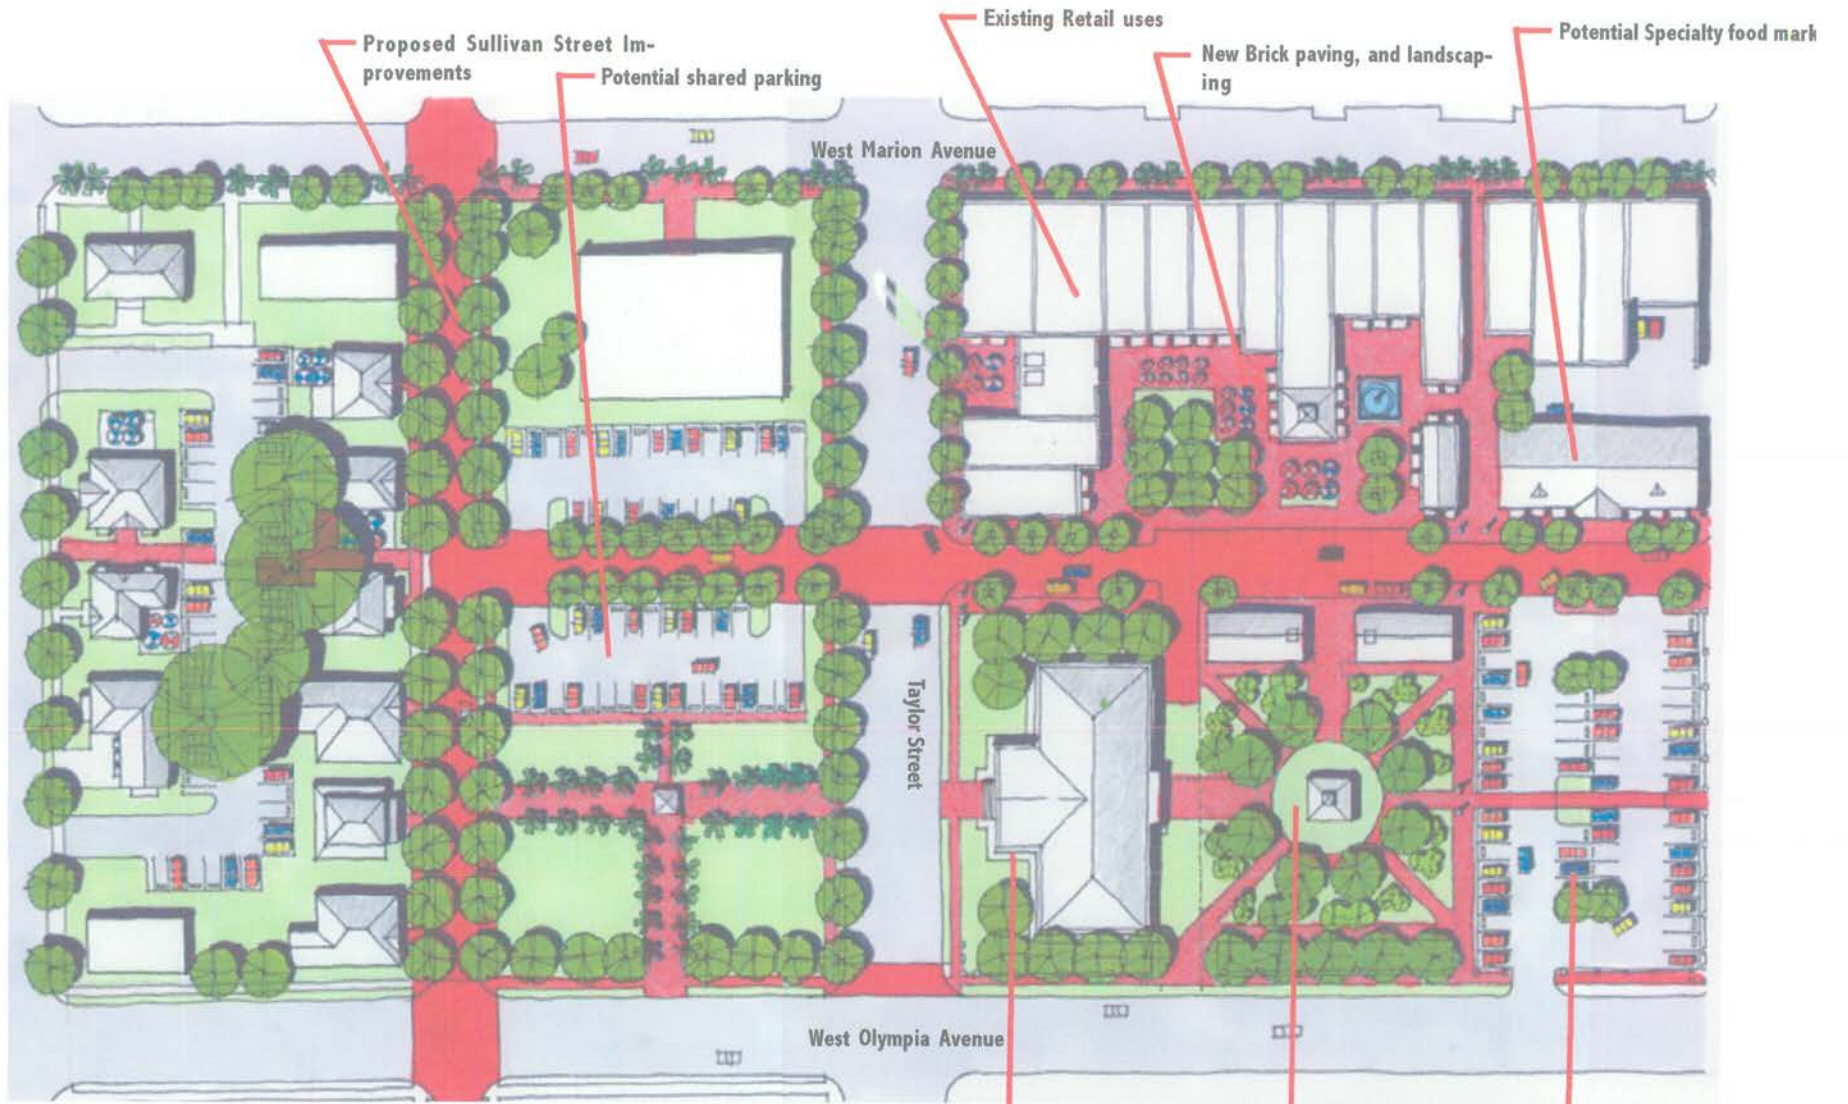 Existing Retail uses
Proposed Sullivan Street Im-
provements
Potential shared parking
New Brick paving, and landscap-
ing
Potential Specialty food mark
West Marion Avenue
Taylor Street
West Olympia Avenue